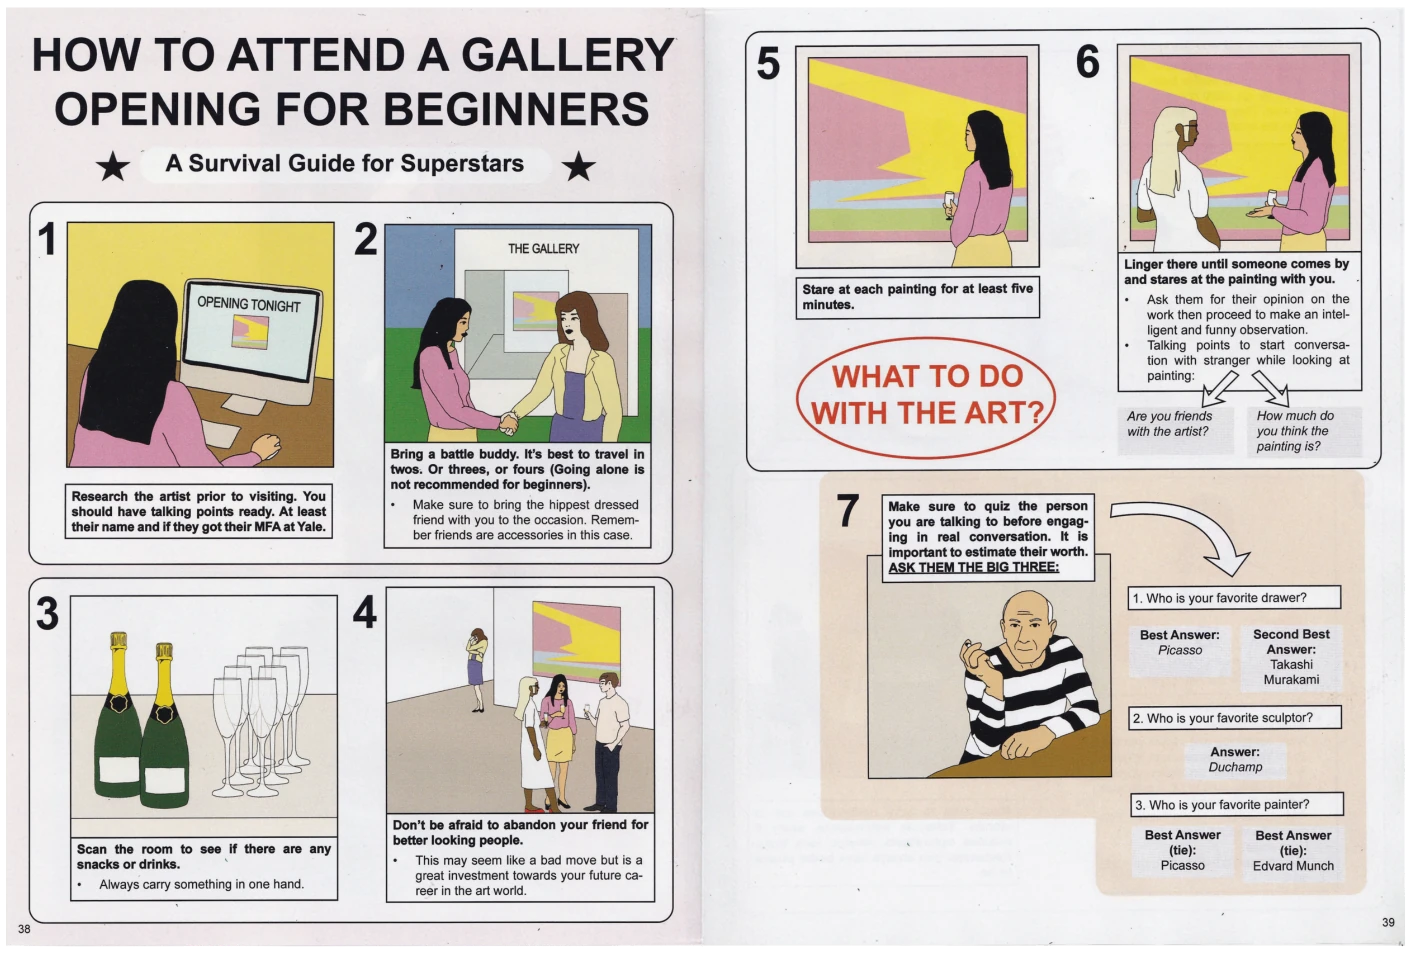 HOW TO ATTEND A GALLERY
OPENING FOR BEGINNERS
A Survival Guide for Superstars
1
OPENING TONIGHT
Research the artist prior to visiting. You
should have talking points ready. At least
their name and if they got their MFA at Yale.
2
THE GALLERY
Bring a battle buddy. It's best to travel in
twos. Or threes, or fours (Going alone is
not recommended for beginners).
• Make sure to bring the hippest dressed
friend with you to the occasion. Remem-
ber friends are accessories in this case.
3
Scan the room to see if there are any
snacks or drinks.
• Always carry something in one hand.
4
Don't be afraid to abandon your friend for
better looking people.
• This may seem like a bad move but is a
great investment towards your future ca-
reer in the art world.
38
5
Stare at each painting for at least five
minutes.
WHAT TO DO
WITH THE ART?
6
Linger there until someone comes by
and stares at the painting with you.
• Ask them for their opinion on the
work then proceed to make an intel-
ligent and funny observation.
• Talking points to start conversa-
tion with stranger while looking at
painting:
Are you friends
with the artist?
How much do
you think the
painting is?
7
Make sure to quiz the person
you are talking to before engag-
ing in real conversation. It is
important to estimate their worth.
ASK THEM THE BIG THREE:
1. Who is your favorite drawer?
Best Answer:
Picasso
Second Best
Answer:
Takashi
Murakami
2. Who is your favorite sculptor?
Answer:
Duchamp
3. Who is your favorite painter?
Best Answer
(tie):
Picasso
Best Answer
(tie):
Edvard Munch
39